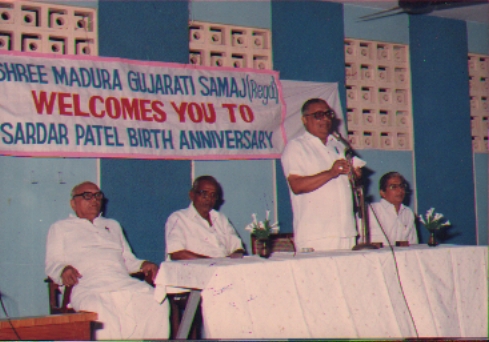 SHREE MADURA GUJARATI SAMAJ (Regd)
WELCOMES YOU TO
SARDAR PATEL BIRTH ANNIVERSARY